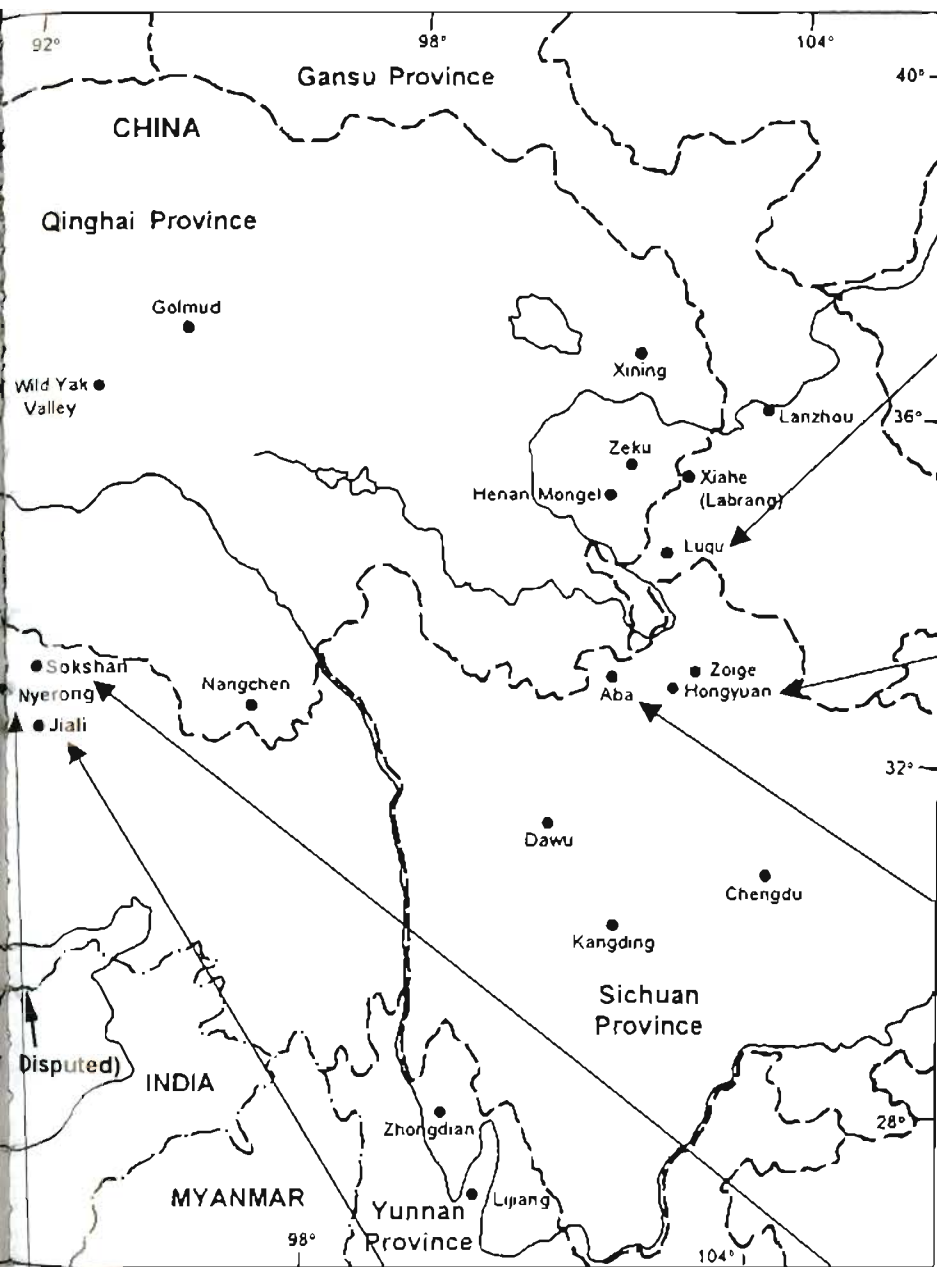 92°
98°
104°
Gansu Province
40°
CHINA
Qinghai Province
Golmud
Xining
Wild Yak
Valley
Lanzhou
36°
Zeku
Xiahe
(Labrang)
Henan Mongel
Luqu
Sokshan
Nyerong
Jiali
Nangchen
Zoige
Hongyuan
Aba
32°
Dawu
Chengdu
Kangding
Sichuan
Province
Disputed)
INDIA
Zhongdian
28°
MYANMAR
Lijiang
Yunnan
Province
98°
104°